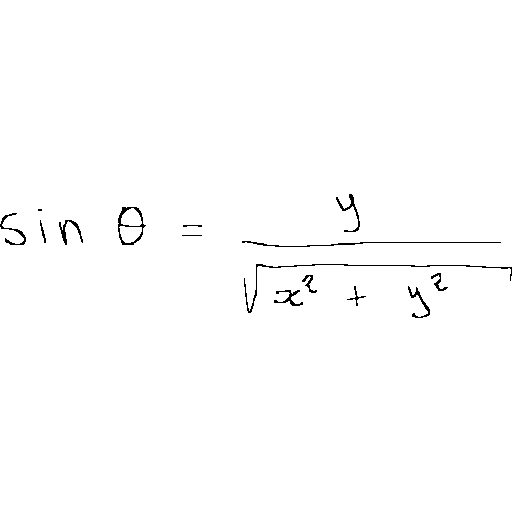 sin θ = y / √(x² + y²)